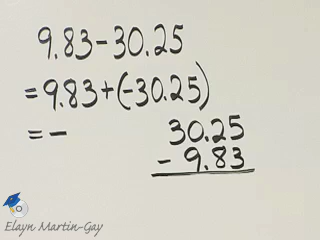 9.83-30.25
=9.83+(-30.25)
=- 30.25
- 9.83
Elayn Martin-Gay